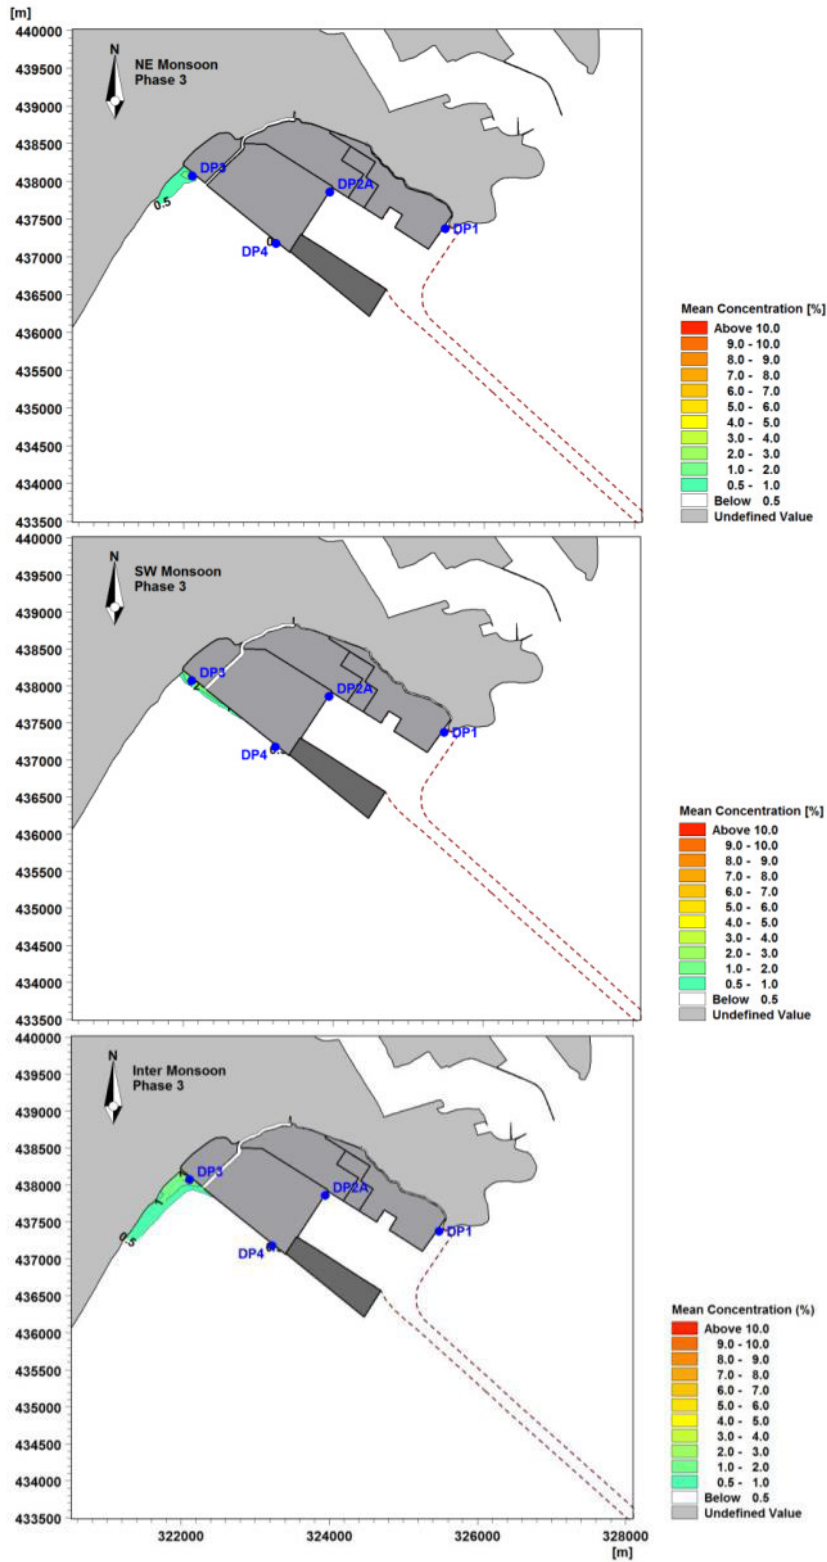 [m]
440000
439500
439000
438500
438000
437500
437000
436500
436000
435500
435000
434500
434000
433500
N
NE Monsoon
Phase 3
DP3
DP2A
DP1
DP4
0.5
Mean Concentration [%]
Above 10.0
9.0 - 10.0
8.0 - 9.0
7.0 - 8.0
6.0 - 7.0
5.0 - 6.0
4.0 - 5.0
3.0 - 4.0
2.0 - 3.0
1.0 - 2.0
0.5 - 1.0
Below 0.5
Undefined Value
440000
439500
439000
438500
438000
437500
437000
436500
436000
435500
435000
434500
434000
433500
N
SW Monsoon
Phase 3
DP3
DP2A
DP1
DP4
Mean Concentration [%]
Above 10.0
9.0 - 10.0
8.0 - 9.0
7.0 - 8.0
6.0 - 7.0
5.0 - 6.0
4.0 - 5.0
3.0 - 4.0
2.0 - 3.0
1.0 - 2.0
0.5 - 1.0
Below 0.5
Undefined Value
440000
439500
439000
438500
438000
437500
437000
436500
436000
435500
435000
434500
434000
433500
N
Inter Monsoon
Phase 3
DP3
DP2A
DP1
DP4
1
0.5
Mean Concentration (%)
Above 10.0
9.0 - 10.0
8.0 - 9.0
7.0 - 8.0
6.0 - 7.0
5.0 - 6.0
4.0 - 5.0
3.0 - 4.0
2.0 - 3.0
1.0 - 2.0
0.5 - 1.0
Below 0.5
Undefined Value
322000 324000 326000 328000
[m]